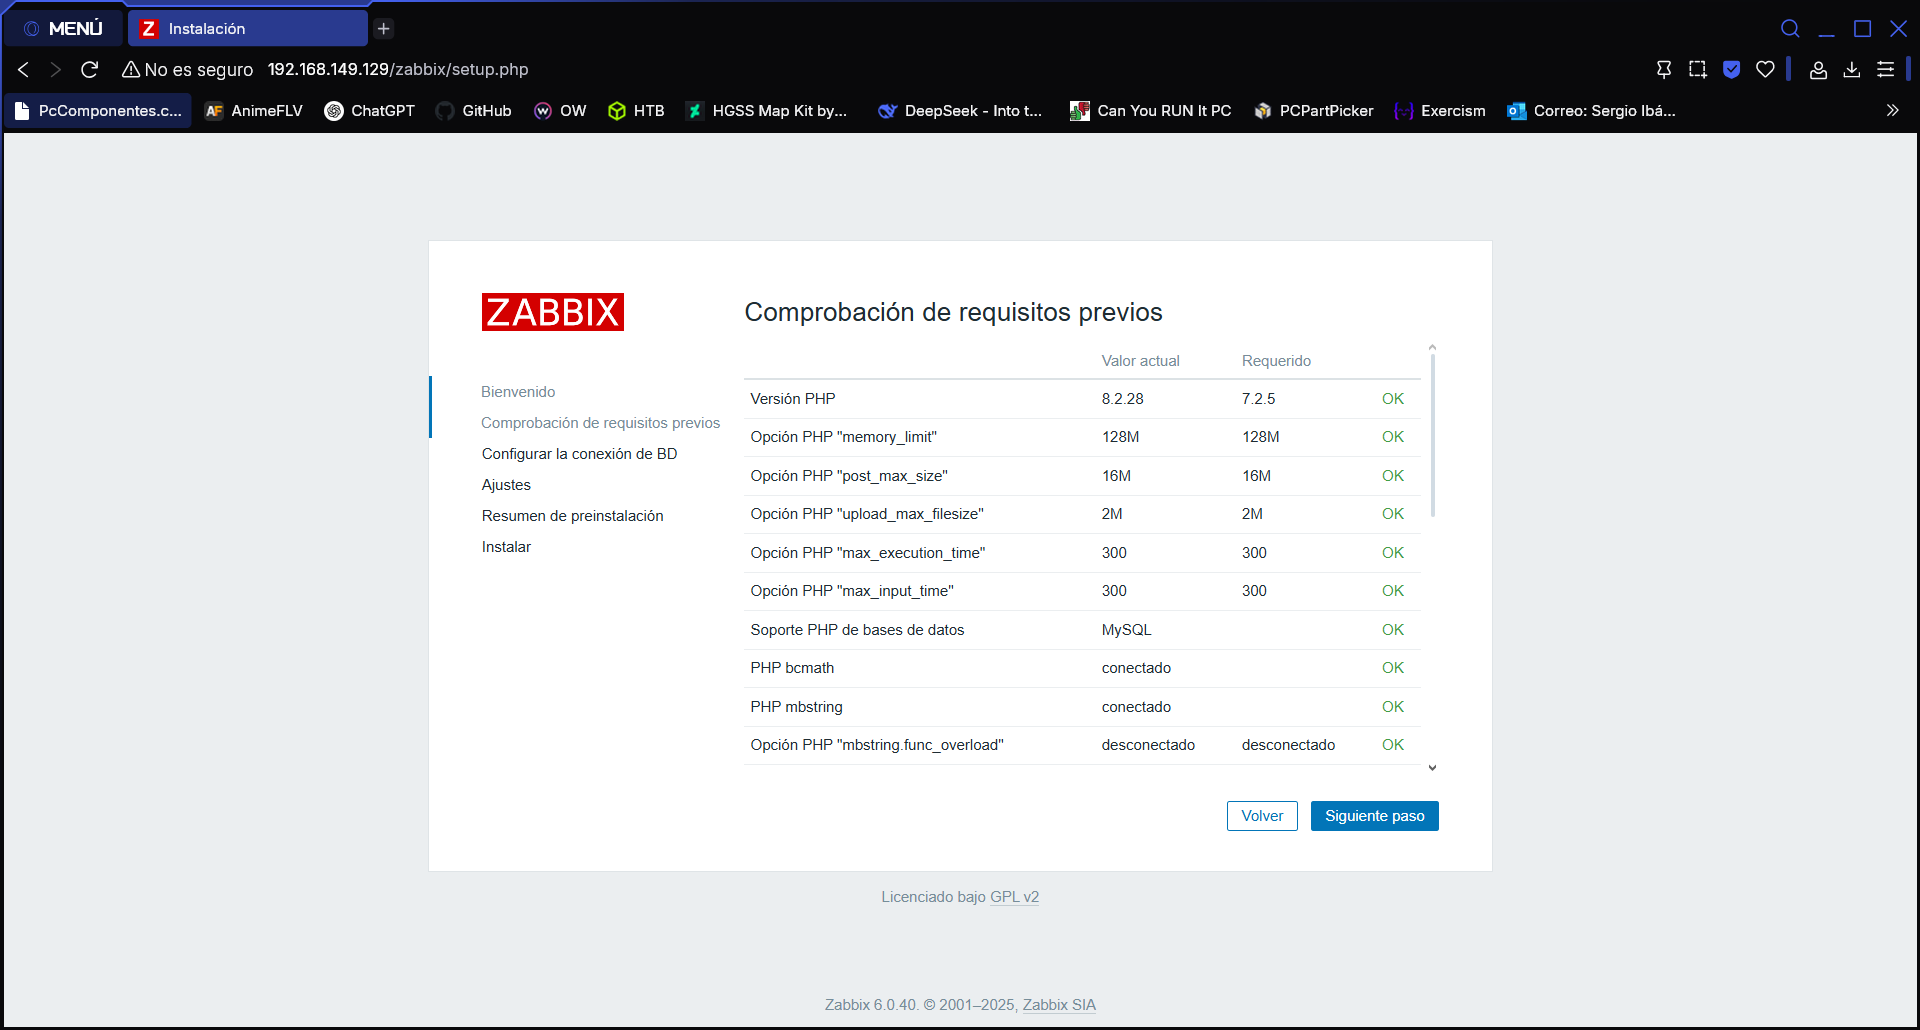 MENÚ
Instalación
No es seguro 192.168.149.129/zabbix/setup.php
PcComponentes.c... AnimeFLV ChatGPT GitHub OW HTB HGSS Map Kit by... DeepSeek - Into t... Can You RUN It PC PCPartPicker Exercism Correo: Sergio Ibá...
ZABBIX
Bienvenido
Comprobación de requisitos previos
Configurar la conexión de BD
Ajustes
Resumen de preinstalación
Instalar
Comprobación de requisitos previos
Valor actual Requerido
Versión PHP 8.2.28 7.2.5 OK
Opción PHP "memory_limit" 128M 128M OK
Opción PHP "post_max_size" 16M 16M OK
Opción PHP "upload_max_filesize" 2M 2M OK
Opción PHP "max_execution_time" 300 300 OK
Opción PHP "max_input_time" 300 300 OK
Soporte PHP de bases de datos MySQL OK
PHP bcmath conectado OK
PHP mbstring conectado OK
Opción PHP "mbstring.func_overload" desconectado desconectado OK
Volver Siguiente paso
Licenciado bajo GPL v2
Zabbix 6.0.40. © 2001–2025, Zabbix SIA